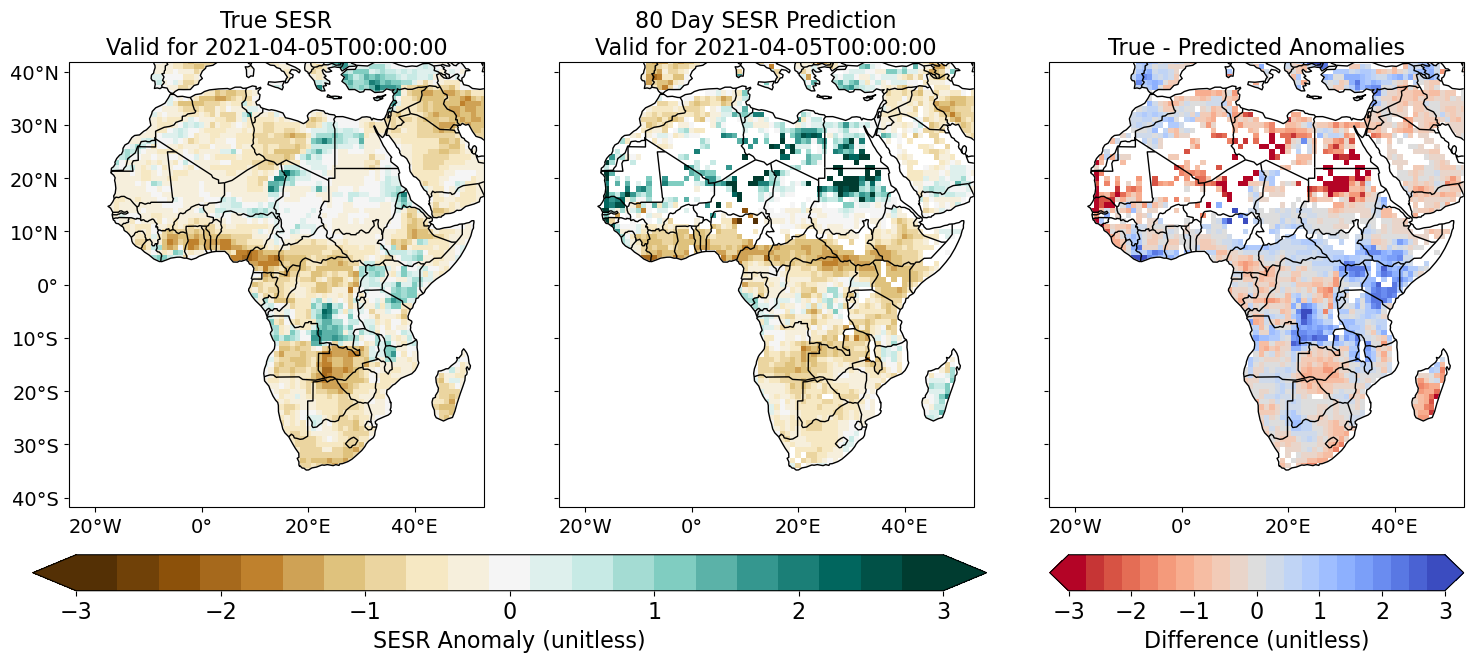 True SESR
Valid for 2021-04-05T00:00:00
80 Day SESR Prediction
Valid for 2021-04-05T00:00:00
True - Predicted Anomalies
40°N
30°N
20°N
10°N
0°
10°S
20°S
30°S
40°S
20°W 0° 20°E 40°E
20°W 0° 20°E 40°E
20°W 0° 20°E 40°E
−3 −2 −1 0 1 2 3
SESR Anomaly (unitless)
−3 −2 −1 0 1 2 3
Difference (unitless)